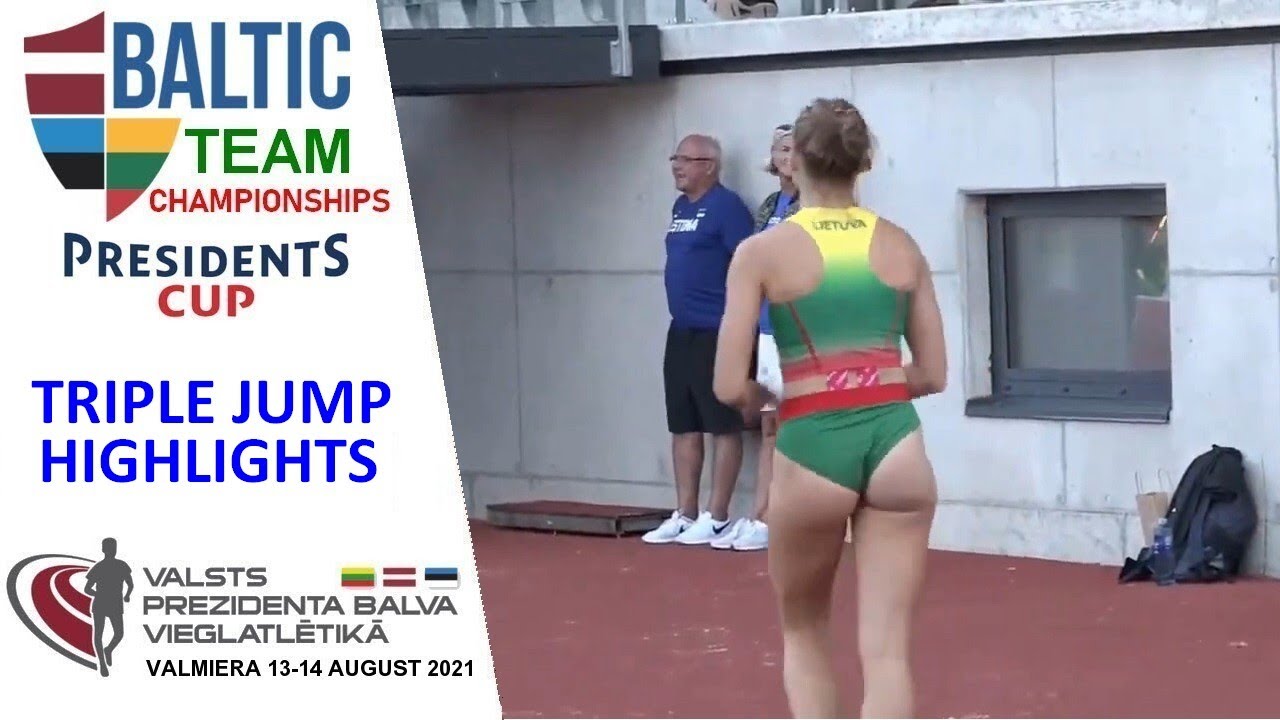 BALTIC
TEAM
CHAMPIONSHIPS
PRESIDENTS
CUP
TRIPLE JUMP
HIGHLIGHTS
VALSTS
PREZIDENTA BALVA
VIEGLATLĒTIKĀ
VALMIERA 13-14 AUGUST 2021
LIETUVA